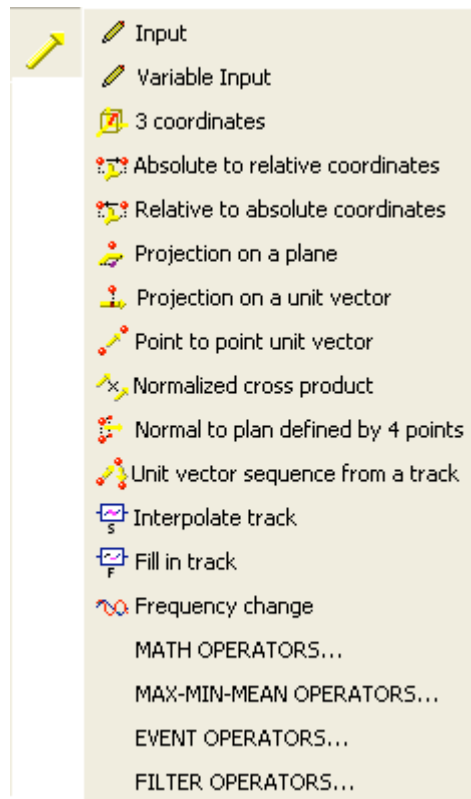 Input
Variable Input
3 coordinates
Absolute to relative coordinates
Relative to absolute coordinates
Projection on a plane
Projection on a unit vector
Point to point unit vector
Normalized cross product
Normal to plan defined by 4 points
Unit vector sequence from a track
S Interpolate track
F Fill in track
Frequency change
MATH OPERATORS...
MAX-MIN-MEAN OPERATORS...
EVENT OPERATORS...
FILTER OPERATORS...